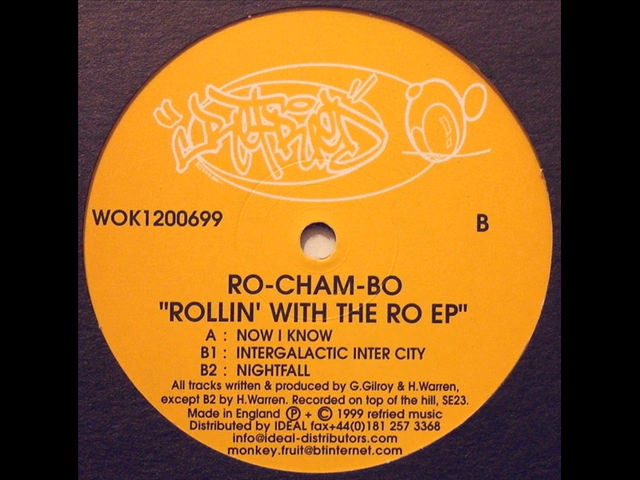 WOK1200699
B
RO-CHAM-BO
"ROLLIN' WITH THE RO EP"
A : NOW I KNOW
B1 : INTERGALACTIC INTER CITY
B2 : NIGHTFALL
All tracks written & produced by G.Gilroy & H.Warren,
except B2 by H.Warren. Recorded on top of the hill, SE23.
Made in England Ⓟ + © 1999 refried music
Distributed by IDEAL fax+44(0)181 257 3368
info@ideal-distributors.com
monkey.fruit@btinternet.com